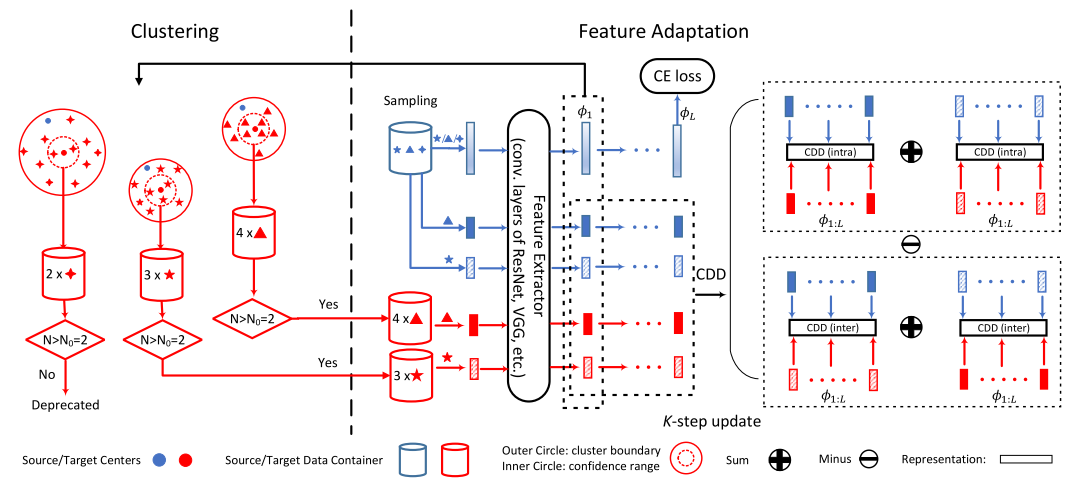 Clustering
Feature Adaptation
CE loss
Sampling
ϕ₁
ϕ_L
★/▲/✦
★ ▲ ✦
CDD (intra)
CDD (intra)
ϕ₁:L
ϕ₁:L
4 x ▲
2 x ✦
3 x ★
N>N₀=2
N>N₀=2
N>N₀=2
Yes
Yes
No
Deprecated
4 x ▲
3 x ★
Feature Extractor
(conv. layers of ResNet, VGG, etc.)
CDD
CDD (inter)
CDD (inter)
ϕ₁:L
ϕ₁:L
K-step update
Source/Target Centers
Source/Target Data Container
Outer Circle: cluster boundary
Inner Circle: confidence range
Sum
Minus
Representation: